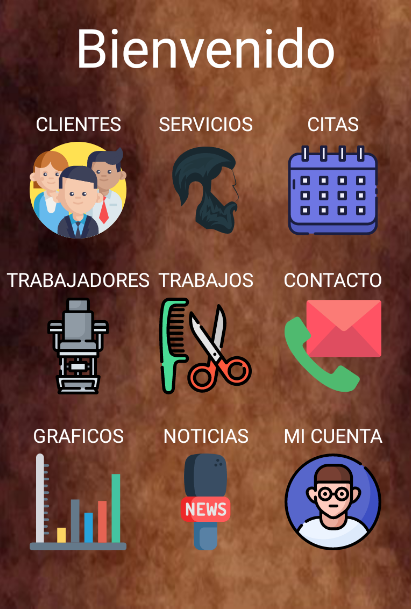 Bienvenido
CLIENTES SERVICIOS CITAS
TRABAJADORES TRABAJOS CONTACTO
GRAFICOS NOTICIAS MI CUENTA
NEWS